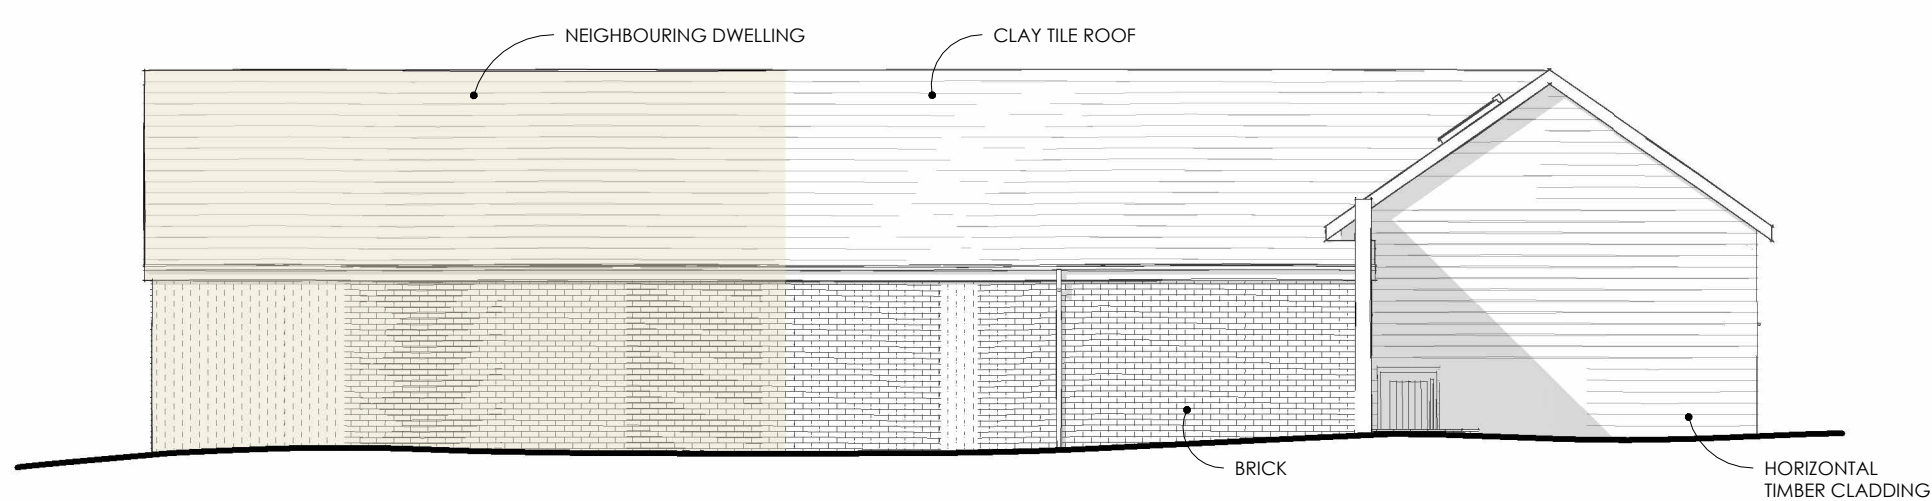 NEIGHBOURING DWELLING
CLAY TILE ROOF
BRICK
HORIZONTAL
TIMBER CLADDING